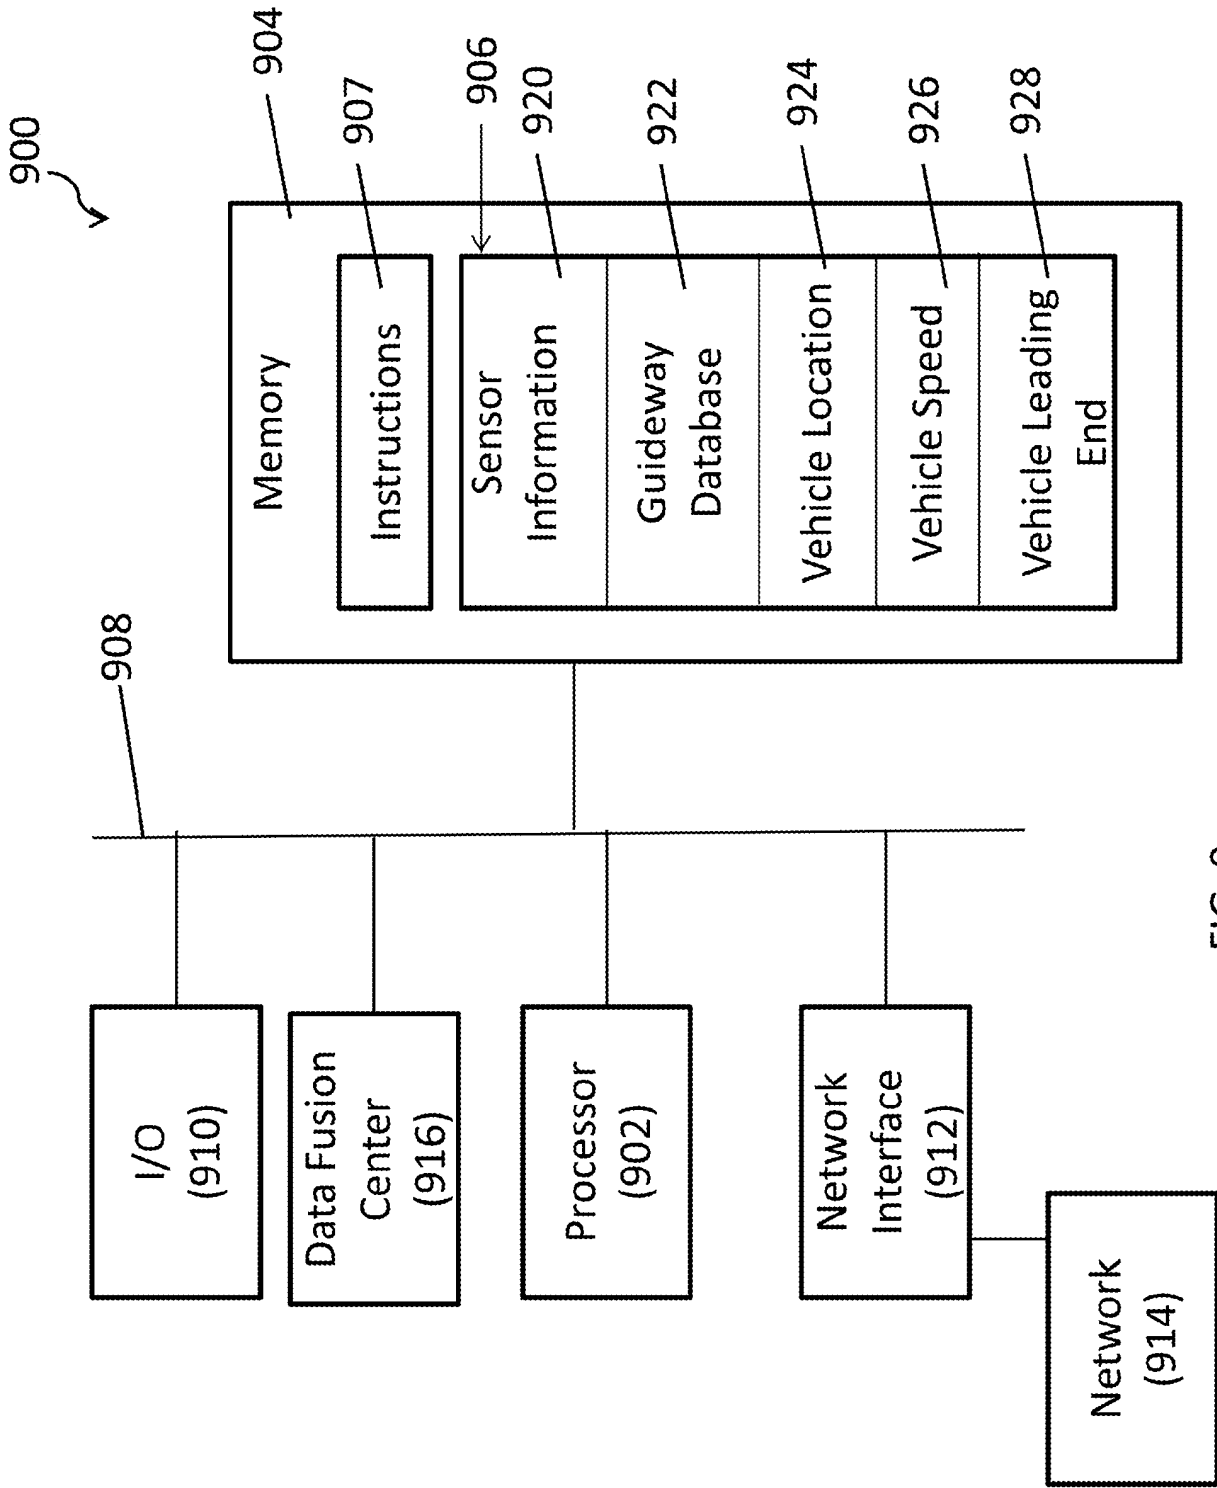 900
908
904
Memory
907
Instructions
906
920
Sensor
Information
922
Guideway
Database
924
Vehicle Location
926
Vehicle Speed
928
Vehicle Leading
End
I/O
(910)
Data Fusion
Center
(916)
Processor
(902)
Network
Interface
(912)
Network
(914)
FIG.